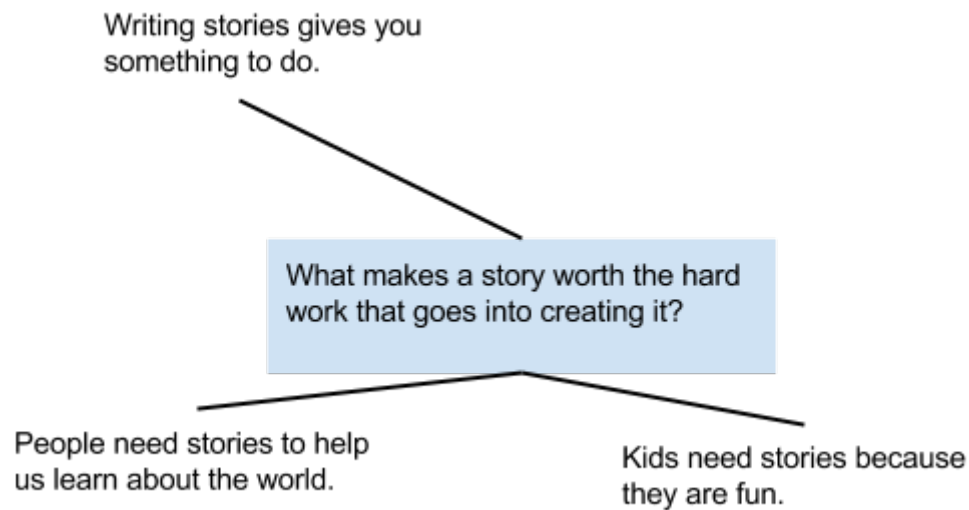 Writing stories gives you
something to do.
What makes a story worth the hard
work that goes into creating it?
People need stories to help
us learn about the world.
Kids need stories because
they are fun.